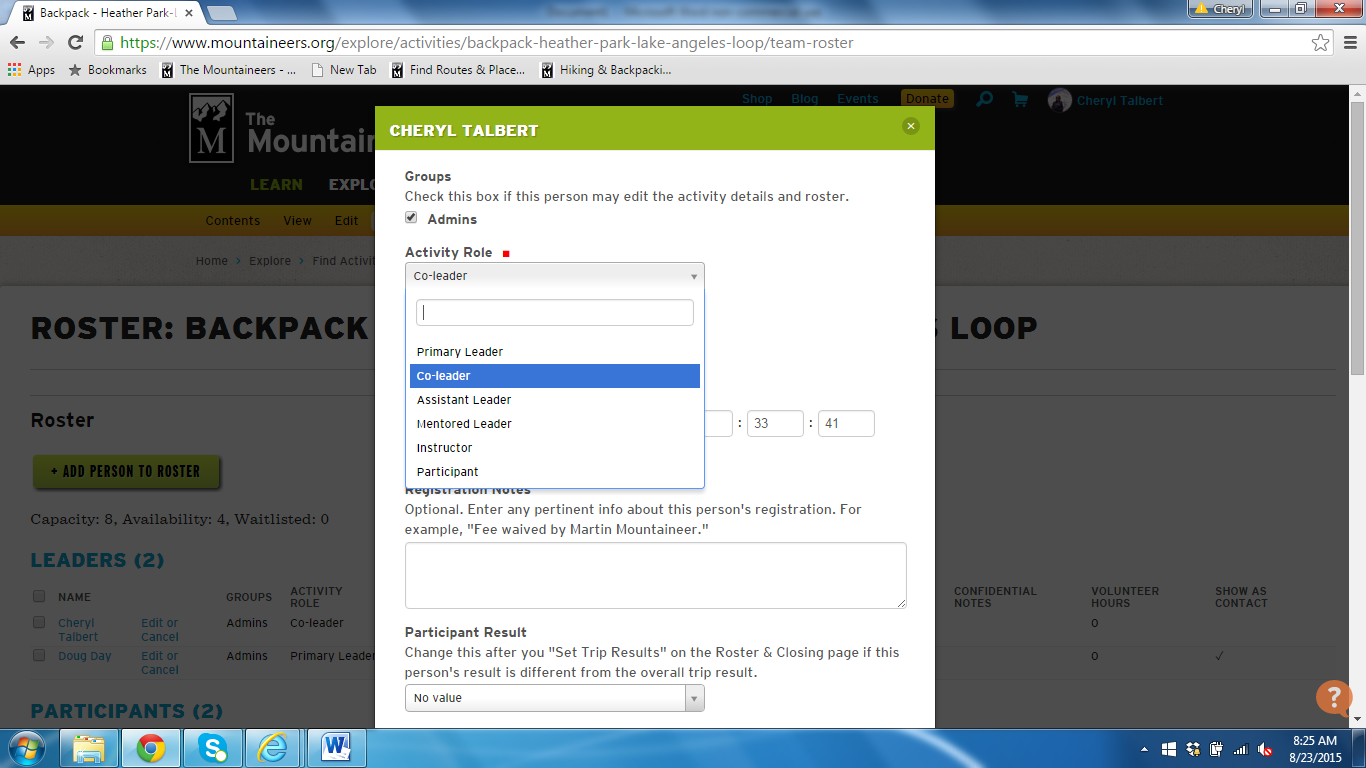 Backpack - Heather Park-L
Cheryl
https://www.mountaineers.org/explore/activities/backpack-heather-park-lake-angeles-loop/team-roster
Apps
Bookmarks
The Mountaineers - ...
New Tab
Find Routes & Place...
Hiking & Backpacki...
The
Mountai
Shop
Blog
Events
Donate
Cheryl Talbert
LEARN
EXPLO
Contents
View
Edit
Home > Explore > Find Activit
ROSTER: BACKPACK
LOOP
Roster
+ ADD PERSON TO ROSTER
Capacity: 8, Availability: 4, Waitlisted: 0
LEADERS (2)
NAME
GROUPS
ACTIVITY ROLE
CONFIDENTIAL NOTES
VOLUNTEER HOURS
SHOW AS CONTACT
Cheryl Talbert
Edit or Cancel
Admins
Co-leader
0
Doug Day
Edit or Cancel
Admins
Primary Leader
0
✓
PARTICIPANTS (2)
CHERYL TALBERT
Groups
Check this box if this person may edit the activity details and roster.
Admins
Activity Role
Co-leader
Primary Leader
Co-leader
Assistant Leader
Mentored Leader
Instructor
Participant
: 33 : 41
Registration Notes
Optional. Enter any pertinent info about this person's registration. For
example, "Fee waived by Martin Mountaineer."
Participant Result
Change this after you "Set Trip Results" on the Roster & Closing page if this
person's result is different from the overall trip result.
No value
?
8:25 AM
8/23/2015